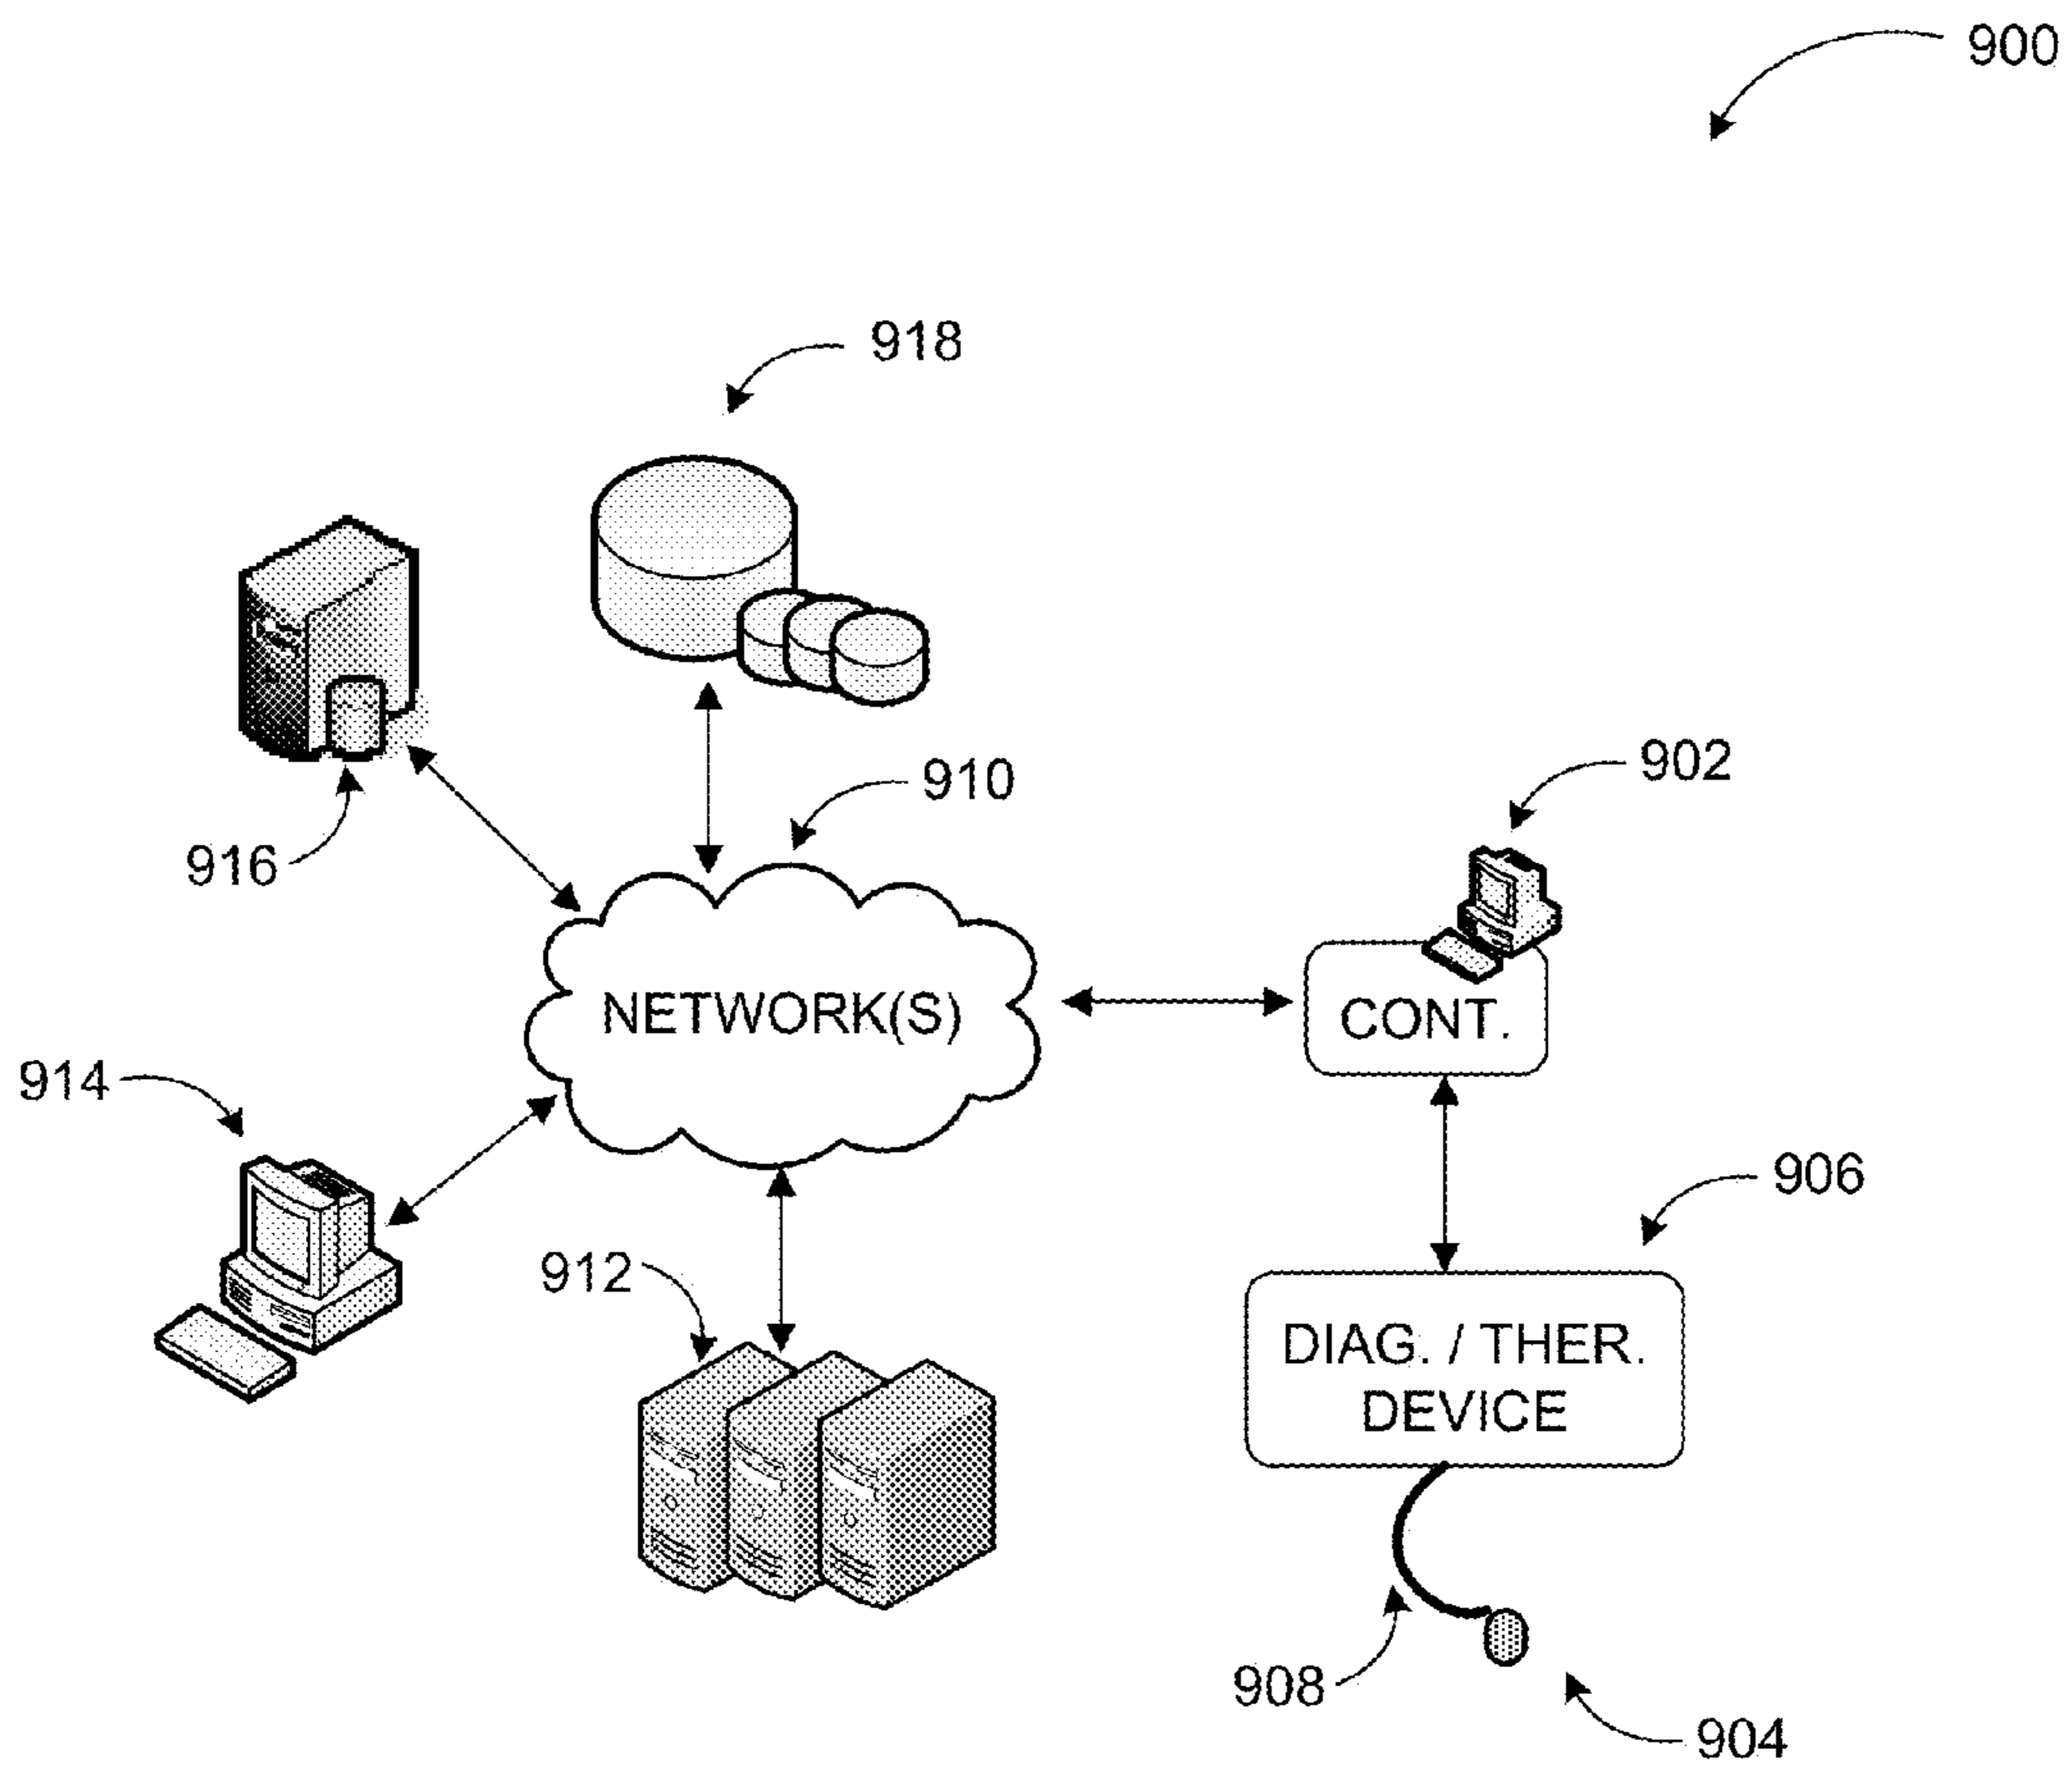 900
918
910
902
916
NETWORK(S)
CONT.
914
906
912
DIAG. / THER.
DEVICE
908
904